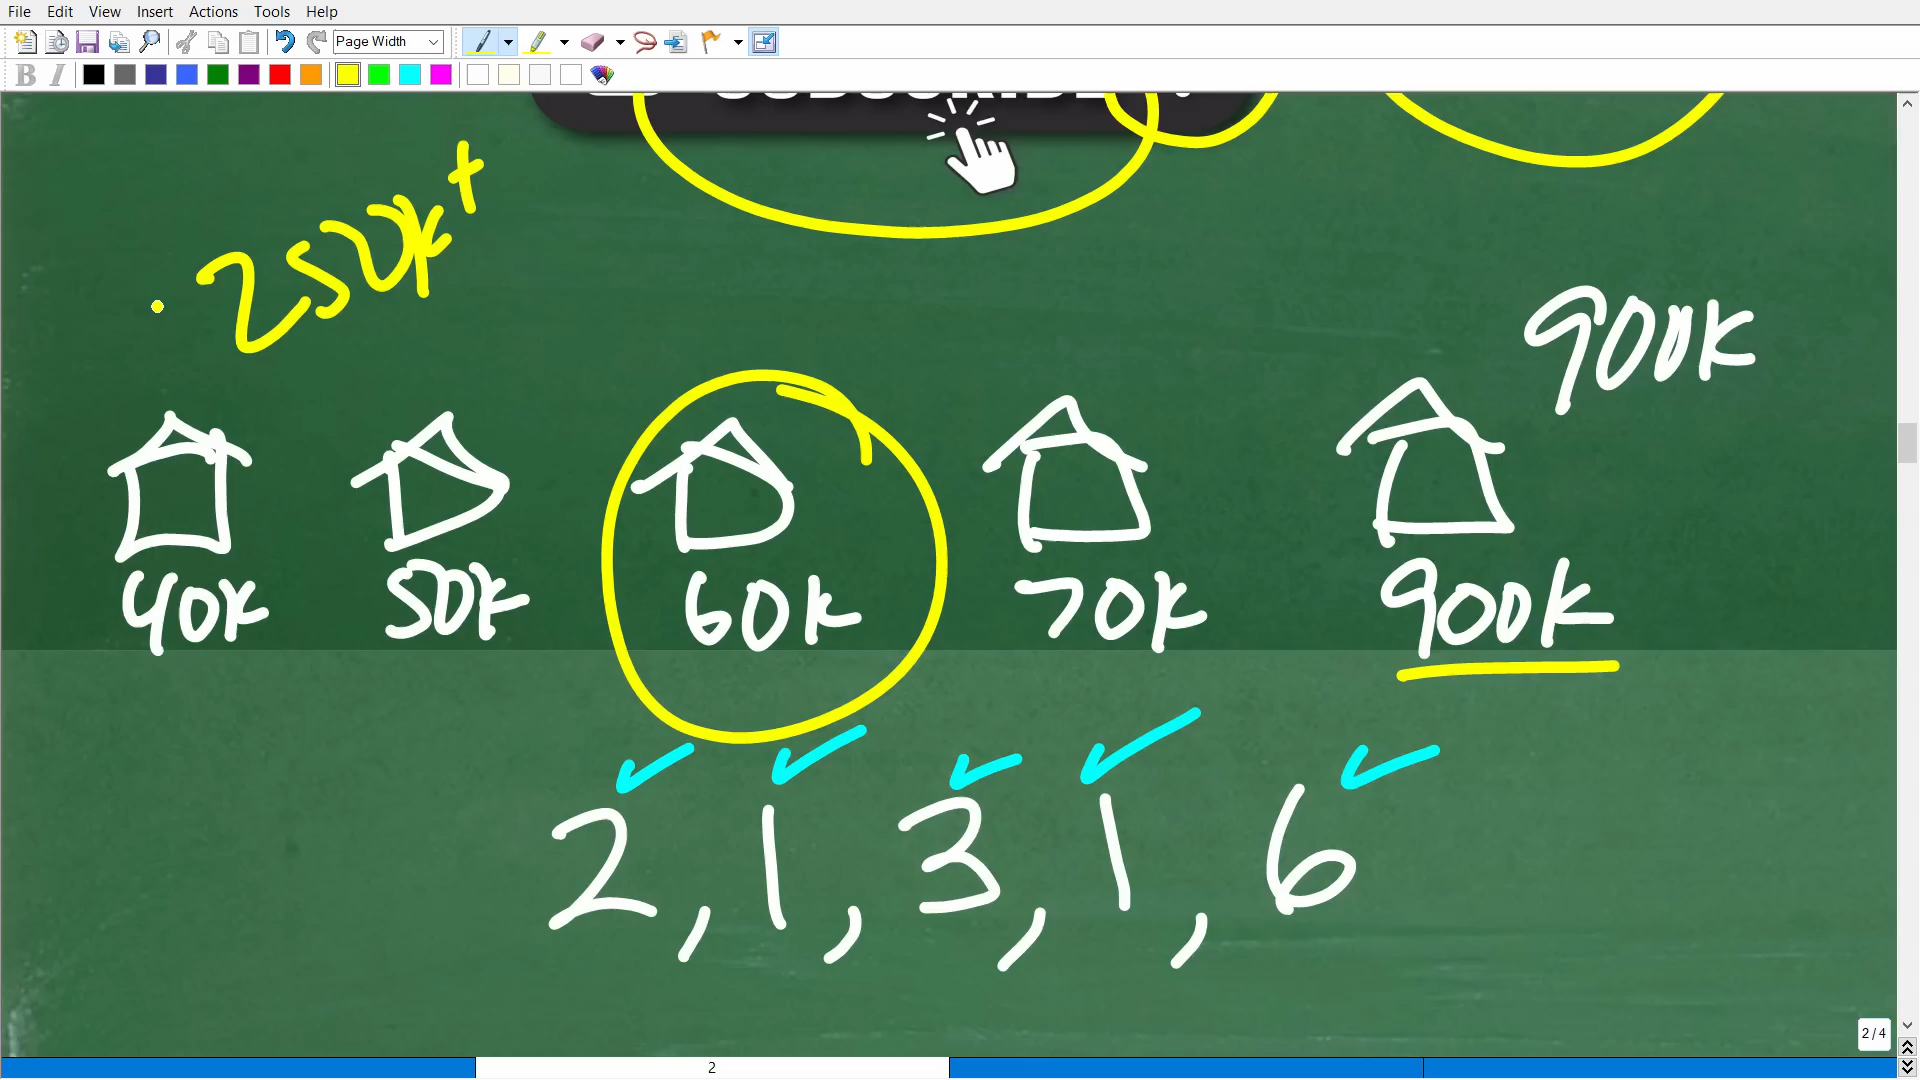 File Edit View Insert Actions Tools Help
Page Width
B I
250k+
900k
40k 50k 60k 70k 900k
2, 1, 3, 1, 6
2 / 4
2